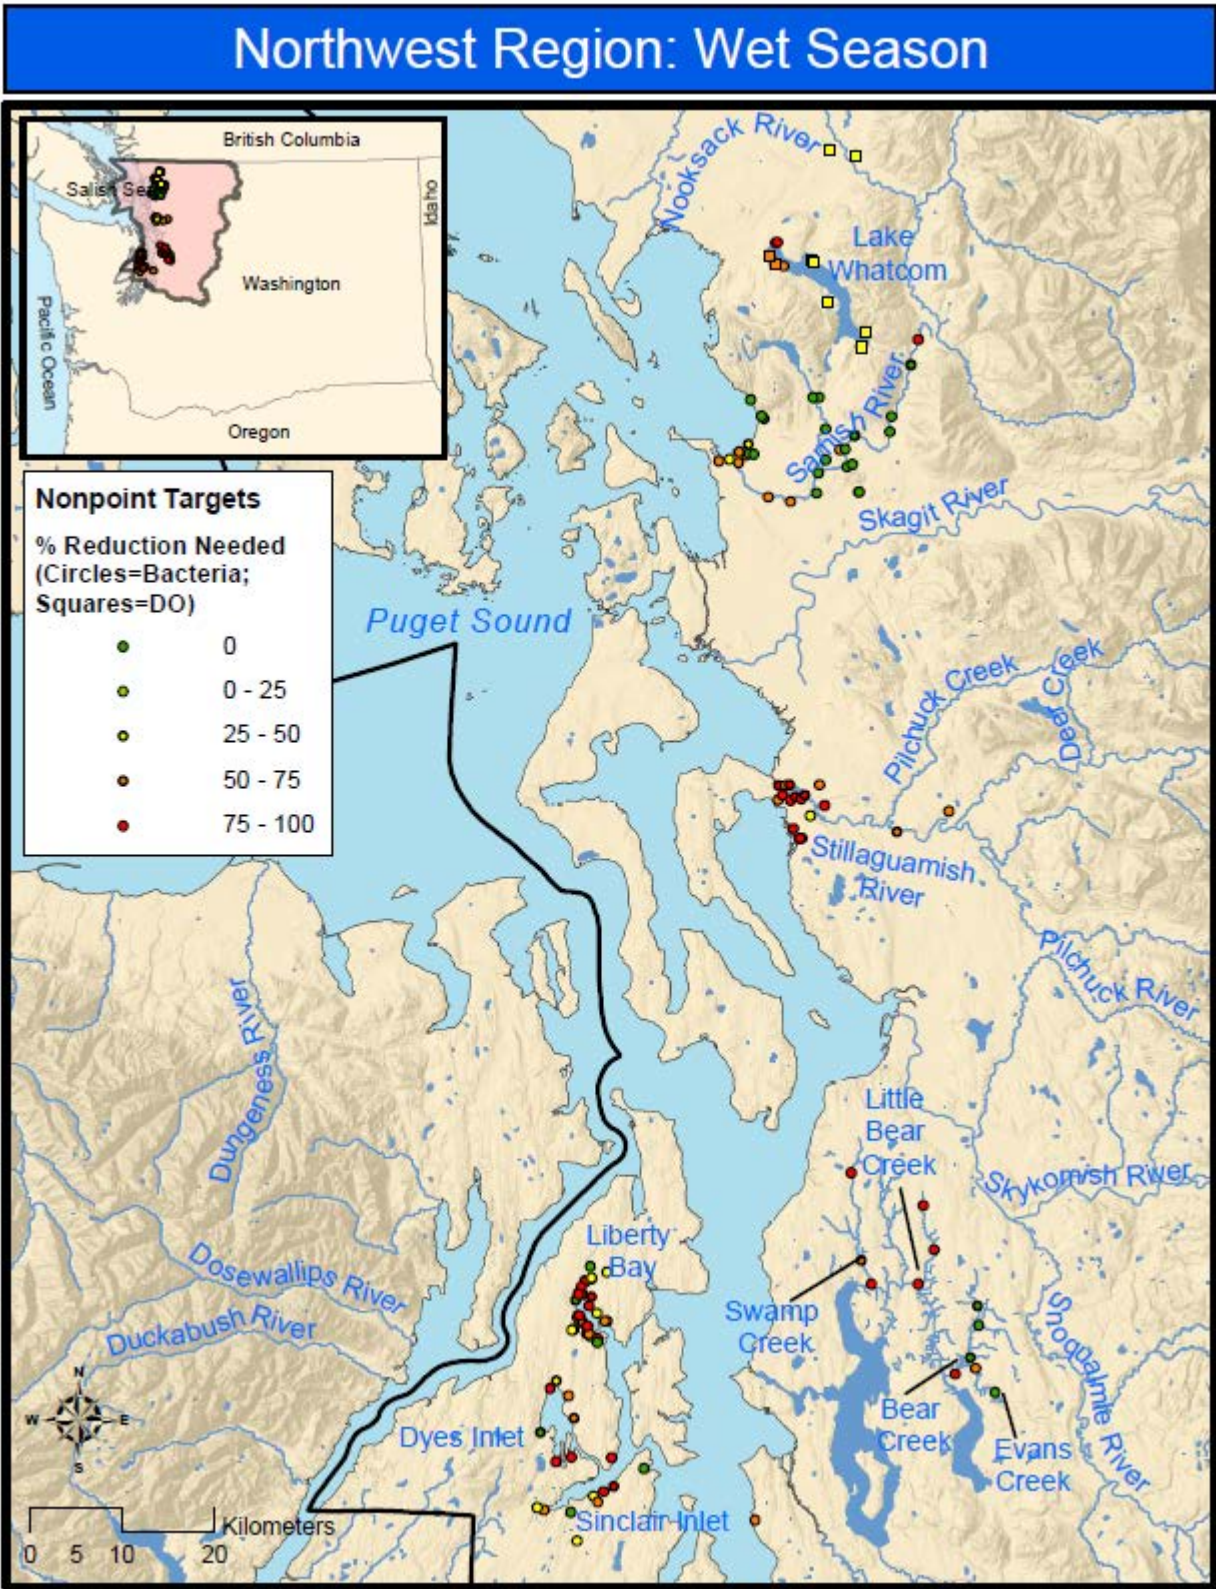 Northwest Region: Wet Season
British Columbia
Salish Sea
Idaho
Washington
Pacific Ocean
Oregon
Nonpoint Targets
% Reduction Needed
(Circles=Bacteria;
Squares=DO)
0
0 - 25
25 - 50
50 - 75
75 - 100
Nooksack River
Lake
Whatcom
Samish River
Skagit River
Puget Sound
Pilchuck Creek
Deer Creek
Stillaguamish
River
Pilchuck River
Dungeness River
Little
Bear
Creek
Skykomish River
Liberty
Bay
Dosewallips River
Duckabush River
Swamp
Creek
Snoqualmie River
Bear
Creek
Evans
Creek
Dyes Inlet
Sinclair Inlet
N
W
E
S
Kilometers
0 5 10 20